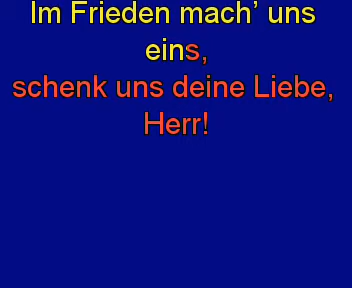 Im Frieden mach’ uns
eins,
schenk uns deine Liebe,
Herr!